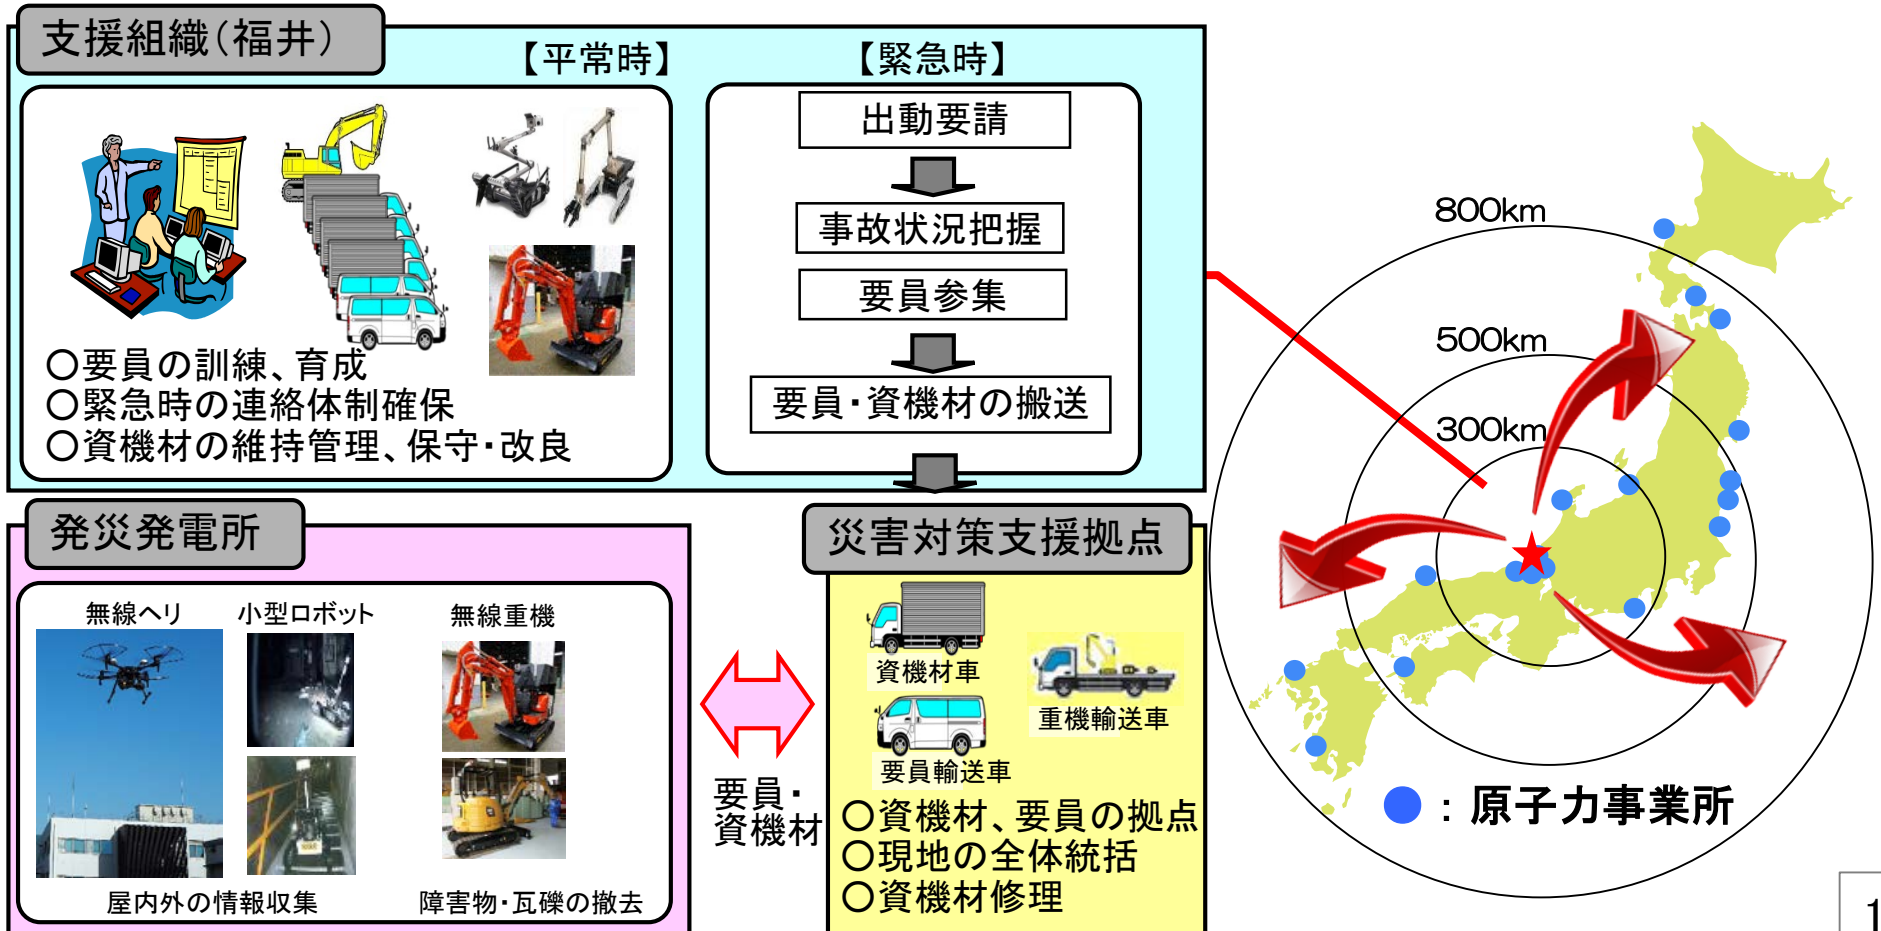 支援組織(福井)
【平常時】
【緊急時】
○要員の訓練、育成
○緊急時の連絡体制確保
○資機材の維持管理、保守・改良
出動要請
事故状況把握
要員参集
要員・資機材の搬送
発災発電所
無線ヘリ
小型ロボット
無線重機
屋内外の情報収集
障害物・瓦礫の撤去
要員・
資機材
災害対策支援拠点
資機材車
重機輸送車
要員輸送車
○資機材、要員の拠点
○現地の全体統括
○資機材修理
800km
500km
300km
：原子力事業所
1